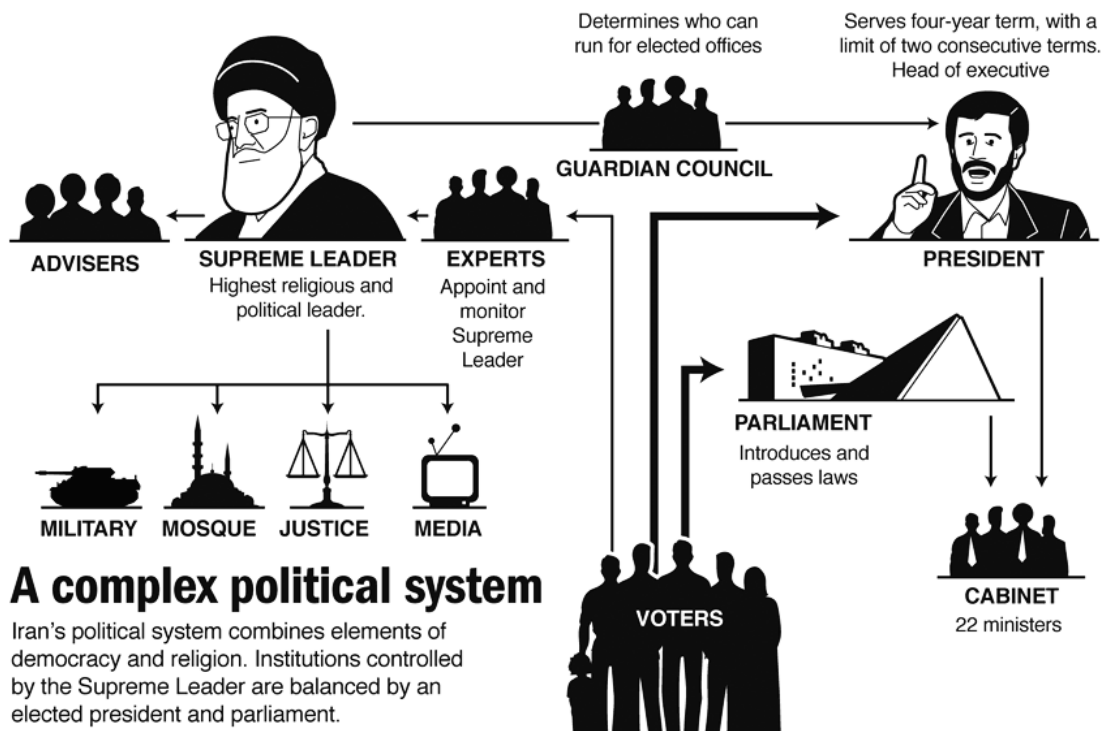 Determines who can
run for elected offices
GUARDIAN COUNCIL
Serves four-year term, with a
limit of two consecutive terms.
Head of executive
PRESIDENT
ADVISERS
SUPREME LEADER
Highest religious and
political leader.
EXPERTS
Appoint and
monitor
Supreme
Leader
PARLIAMENT
Introduces and
passes laws
MILITARY
MOSQUE
JUSTICE
MEDIA
CABINET
22 ministers
VOTERS
A complex political system
Iran's political system combines elements of
democracy and religion. Institutions controlled
by the Supreme Leader are balanced by an
elected president and parliament.